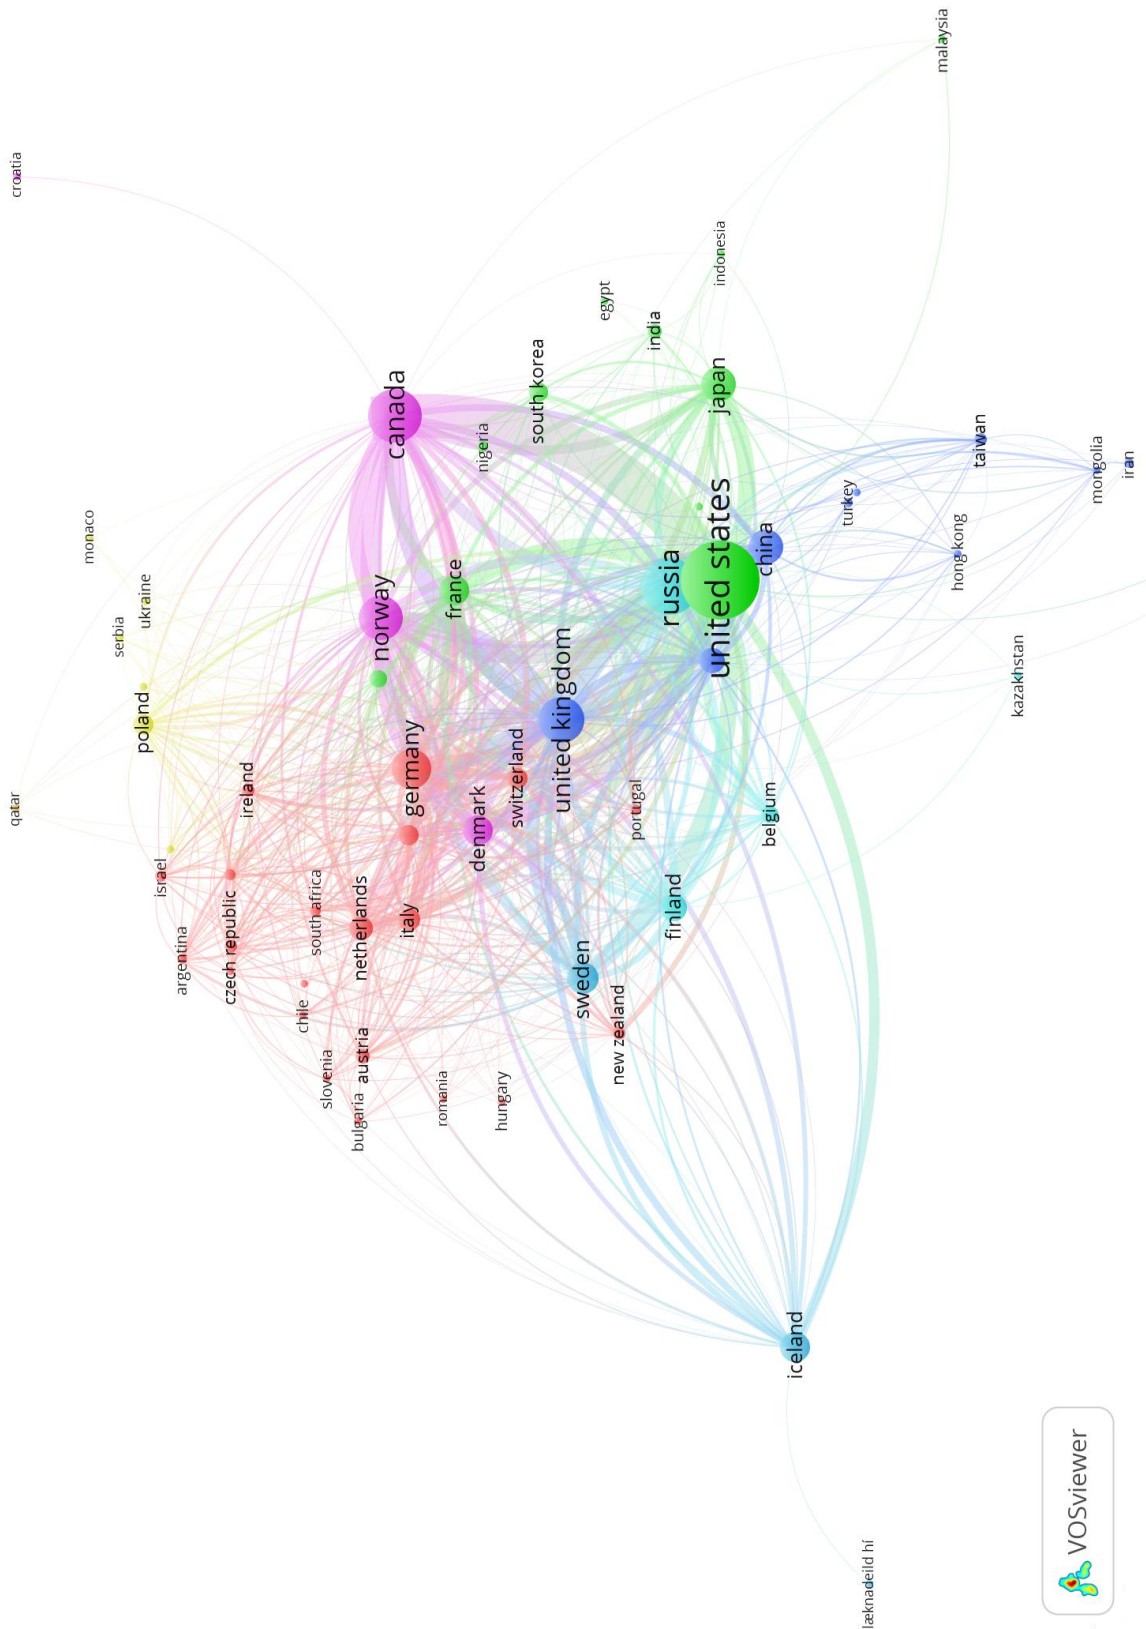 croatia
malaysia
indonesia
egypt
india
south korea
japan
canada
nigeria
taiwan
mongolia
iran
turkey
hong kong
monaco
ukraine
serbia
norway
france
russia
united states
china
kazakhstan
poland
united kingdom
qatar
ireland
germany
switzerland
denmark
portugal
belgium
israel
south africa
netherlands
italy
finland
argentina
czech republic
chile
sweden
new zealand
slovenia
austria
bulgaria
romania
hungary
iceland
læknadeild hí
VOSviewer